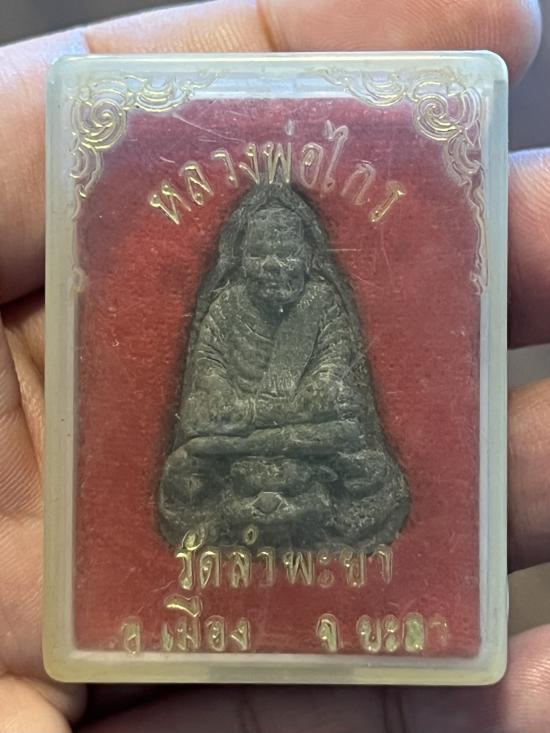 หลวงพ่อไกร
วัดลำพะยา
อ.เมือง จ.ยะลา